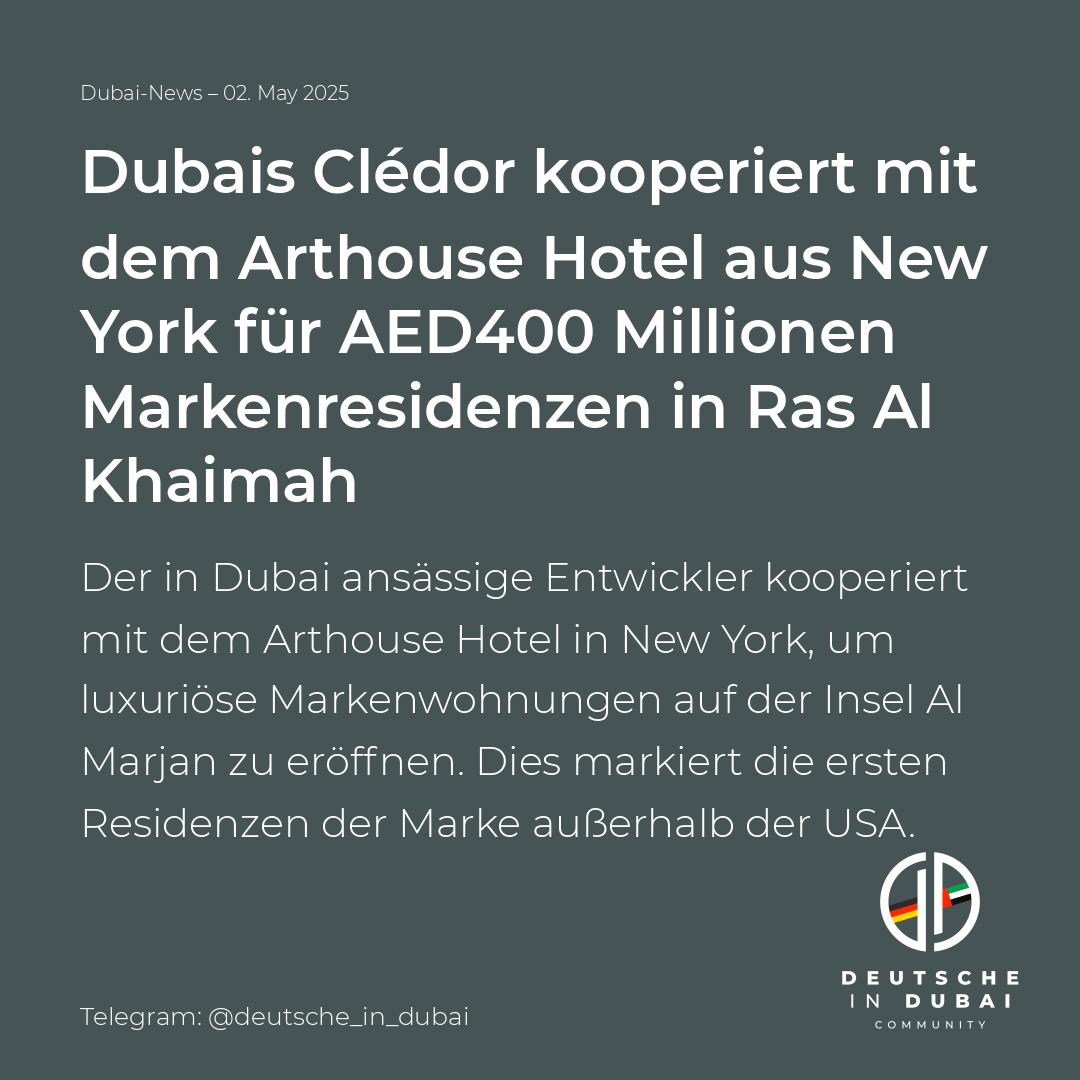 Dubai-News – 02. May 2025
Dubais Clédor kooperiert mit
dem Arthouse Hotel aus New
York für AED400 Millionen
Markenresidenzen in Ras Al
Khaimah
Der in Dubai ansässige Entwickler kooperiert
mit dem Arthouse Hotel in New York, um
luxuriöse Markenwohnungen auf der Insel Al
Marjan zu eröffnen. Dies markiert die ersten
Residenzen der Marke außerhalb der USA.
DEUTSCHE
IN DUBAI
COMMUNITY
Telegram: @deutsche_in_dubai